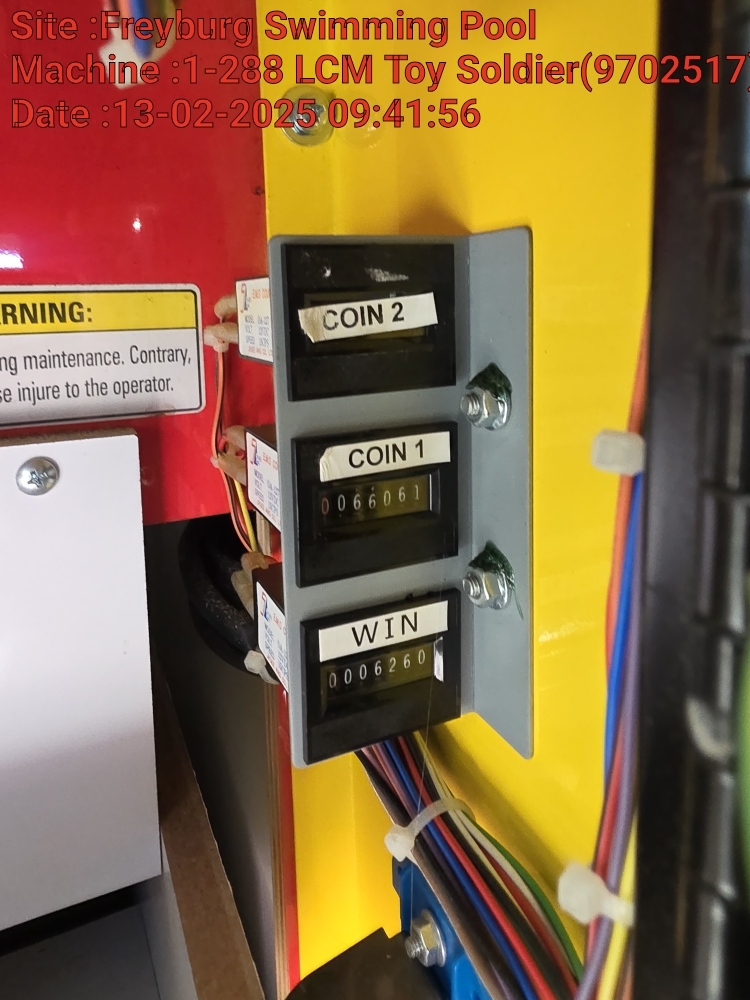 Site :Freyburg Swimming Pool
Machine :1-288 LCM Toy Soldier(9702517)
Date :13-02-2025 09:41:56
COIN 2
RNING:
ng maintenance. Contrary,
se injure to the operator.
COIN 1
0066061
WIN
0006260